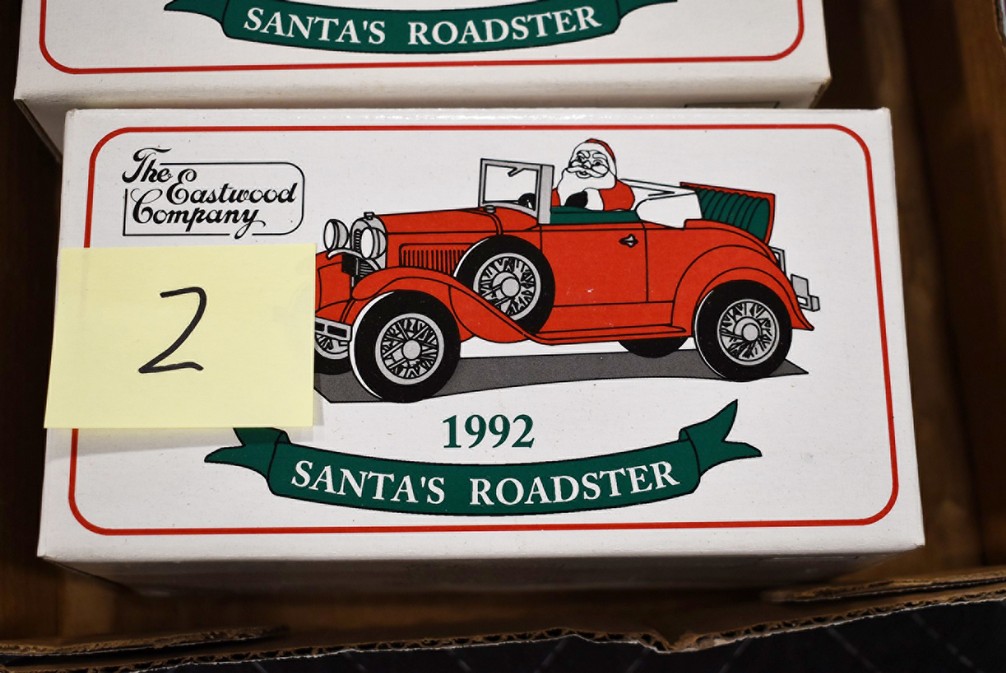 SANTA'S ROADSTER
The
Eastwood
Company
2
1992
SANTA'S ROADSTER